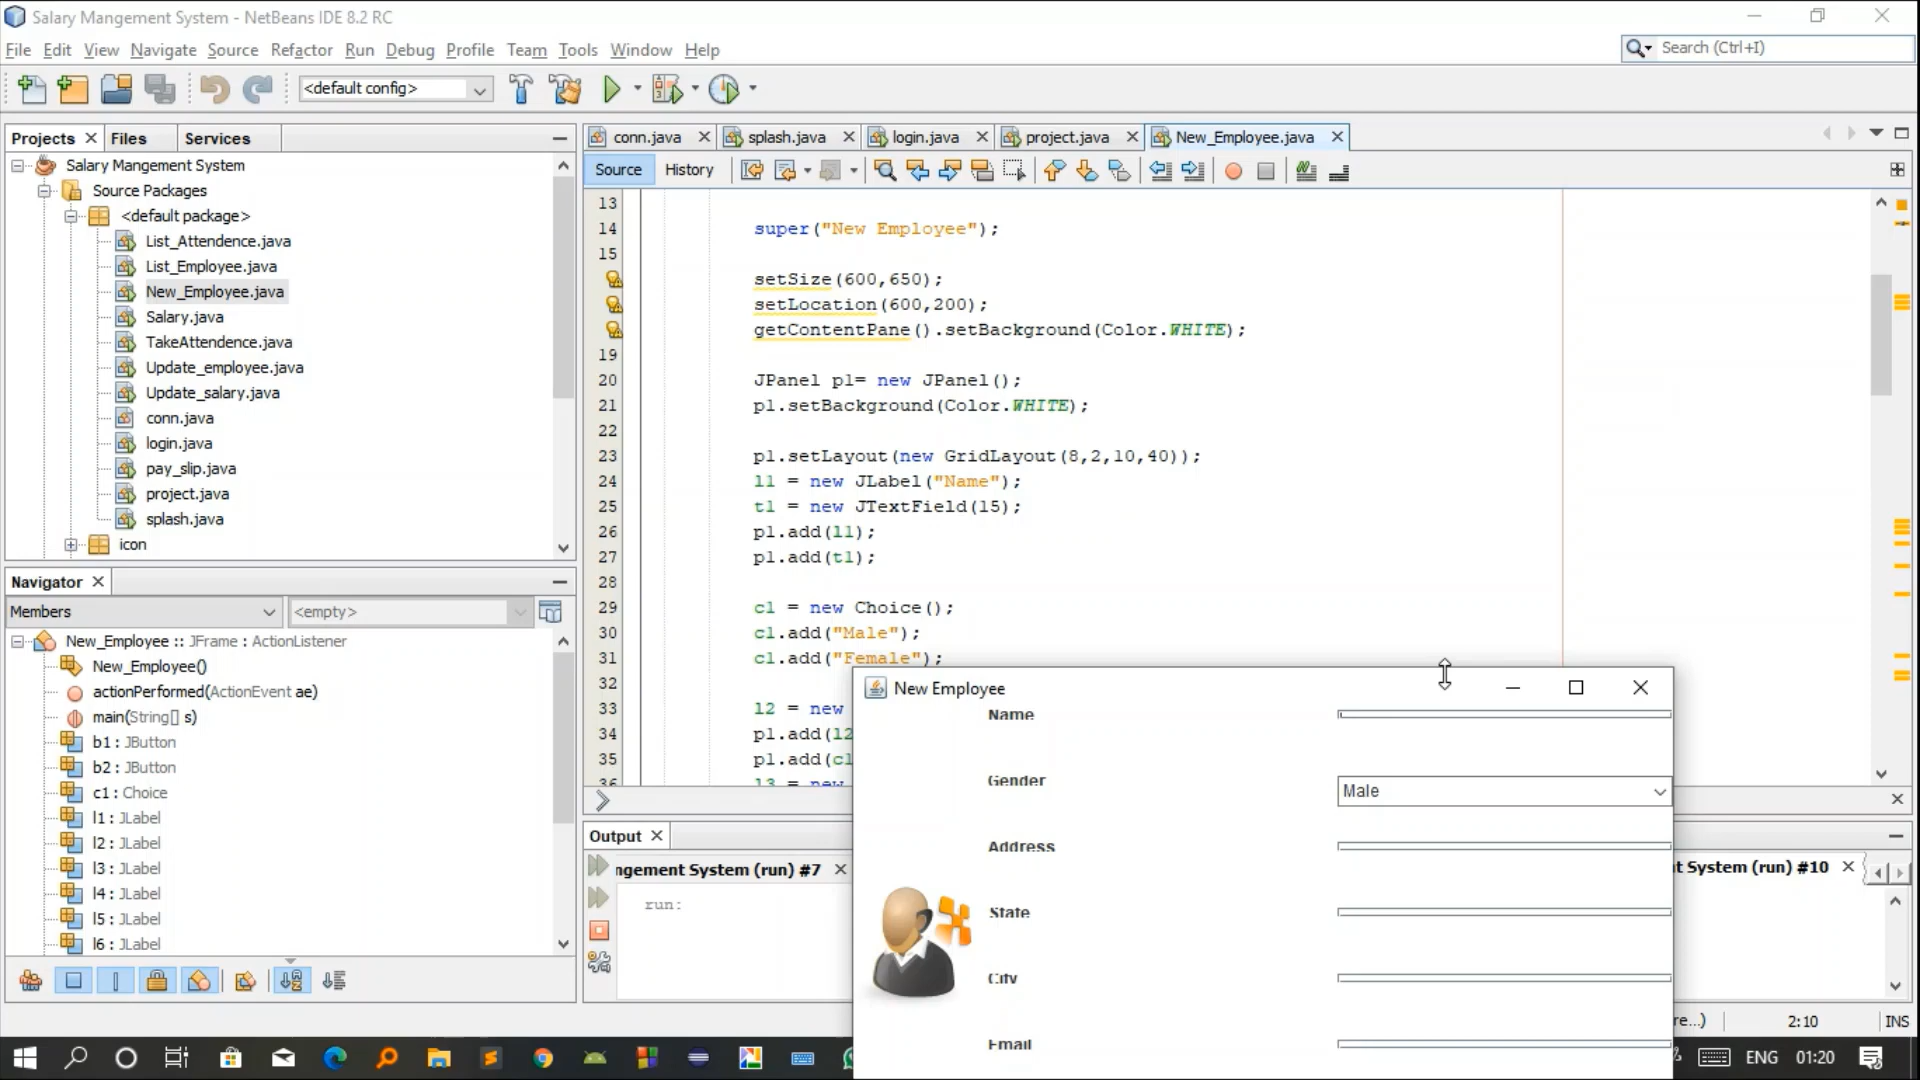 Salary Mangement System - NetBeans IDE 8.2 RC
File Edit View Navigate Source Refactor Run Debug Profile Team Tools Window Help
Search (Ctrl+I)
<default config>
Projects Files Services
Salary Mangement System
Source Packages
<default package>
List_Attendence.java
List_Employee.java
New_Employee.java
Salary.java
TakeAttendence.java
Update_employee.java
Update_salary.java
conn.java
login.java
pay_slip.java
project.java
splash.java
icon
Navigator
Members <empty>
New_Employee :: JFrame : ActionListener
New_Employee()
actionPerformed(ActionEvent ae)
main(String[] s)
b1 : JButton
b2 : JButton
c1 : Choice
l1 : JLabel
l2 : JLabel
l3 : JLabel
l4 : JLabel
l5 : JLabel
l6 : JLabel
conn.java splash.java login.java project.java New_Employee.java
Source History
13
14 super("New Employee");
15
setSize(600,650);
setLocation(600,200);
getContentPane().setBackground(Color.WHITE);
19
20 JPanel p1= new JPanel();
21 p1.setBackground(Color.WHITE);
22
23 p1.setLayout(new GridLayout(8,2,10,40));
24 l1 = new JLabel("Name");
25 t1 = new JTextField(15);
26 p1.add(l1);
27 p1.add(t1);
28
29 c1 = new Choice();
30 c1.add("Male");
31 c1.add("Female");
32
33 l2 = new
34 p1.add(l2
35 p1.add(c1
36 l3 = new
Output
ngement System (run) #7
t System (run) #10
run:
New Employee
Name
Gender
Male
Address
State
City
Email
re...) 2:10 INS
ENG 01:20